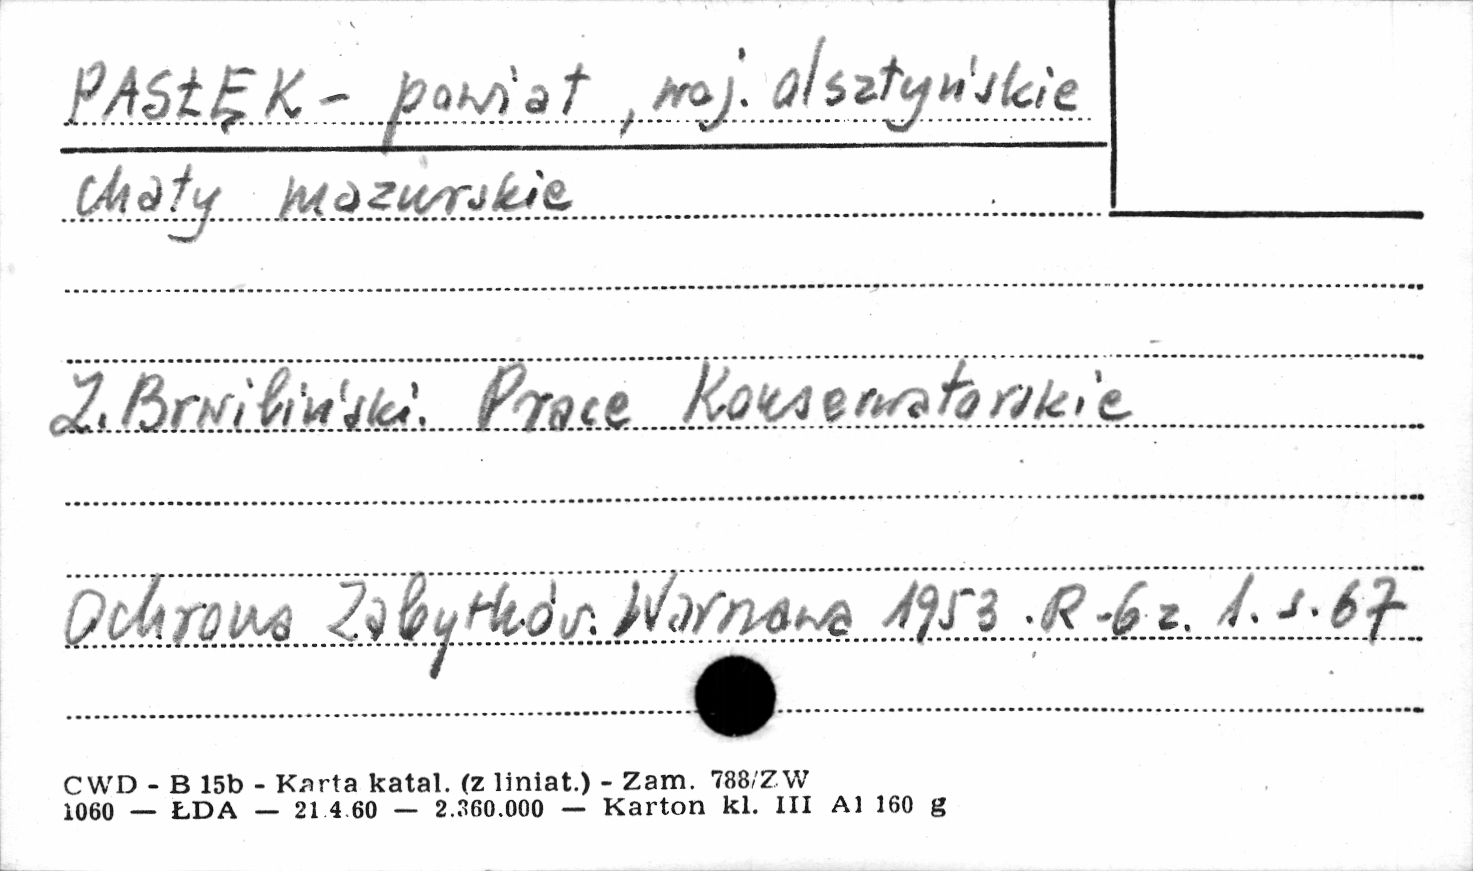 PASŁĘK - powiat, woj. olsztyńskie
chaty mazurskie
Z. Brwiliński. Prace Konserwatorskie
Ochrona Zabytków. Warszawa 1953. R-6 z. 1. s. 67
CWD - B 15b - Karta katal. (z liniat.) - Zam. 788/ZW
1060 — ŁDA — 21.4.60 — 2.360.000 — Karton kl. III A1 160 g